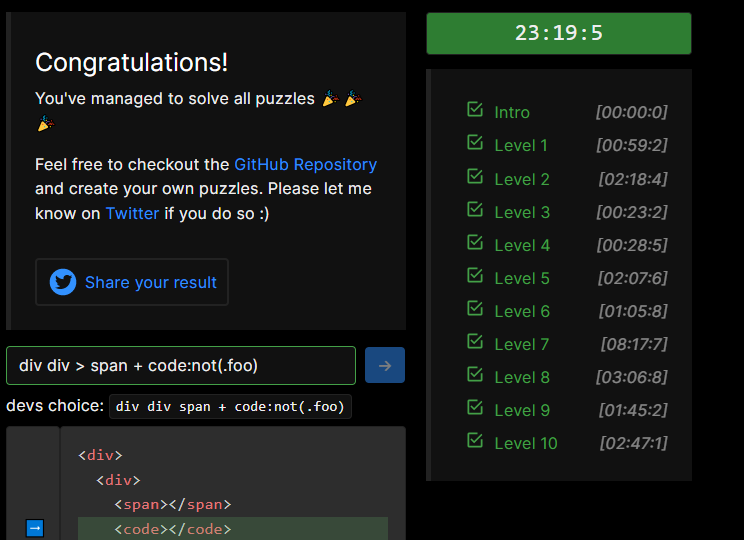 Congratulations!
You've managed to solve all puzzles 🎉 🎉
🎉
Feel free to checkout the GitHub Repository
and create your own puzzles. Please let me
know on Twitter if you do so :)
Share your result
div div > span + code:not(.foo)
→
devs choice: div div span + code:not(.foo)
<div>
<div>
<span></span>
<code></code>
23:19:5
Intro [00:00:0]
Level 1 [00:59:2]
Level 2 [02:18:4]
Level 3 [00:23:2]
Level 4 [00:28:5]
Level 5 [02:07:6]
Level 6 [01:05:8]
Level 7 [08:17:7]
Level 8 [03:06:8]
Level 9 [01:45:2]
Level 10 [02:47:1]